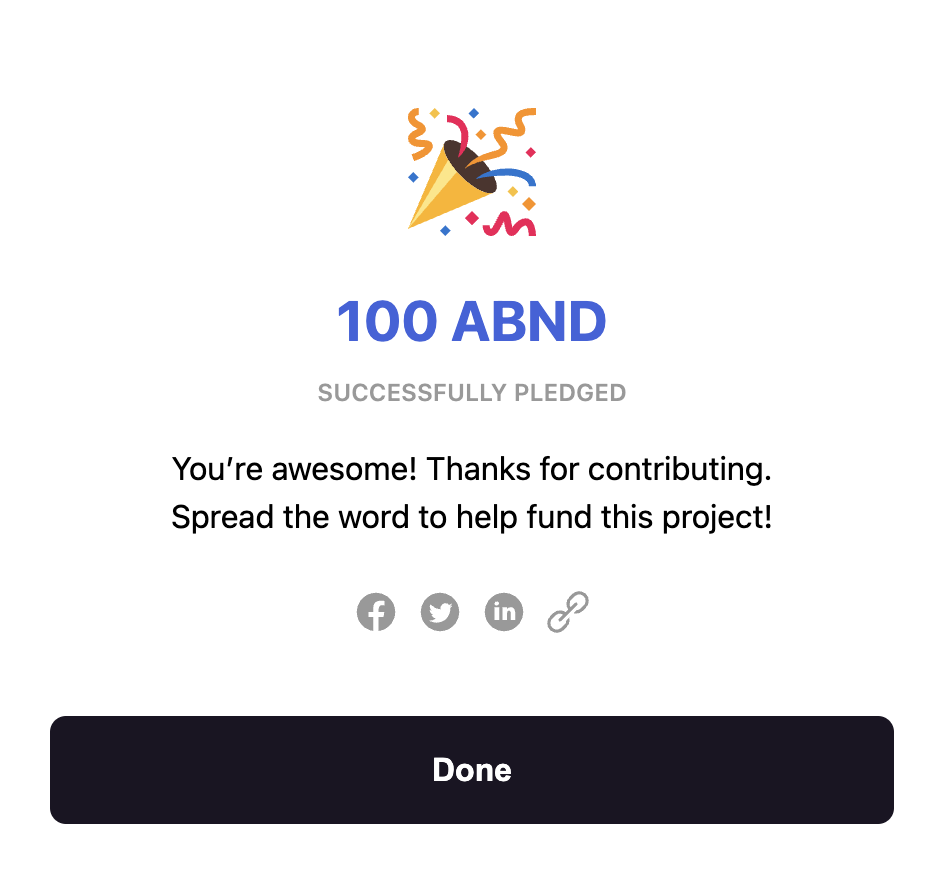 100 ABND
SUCCESSFULLY PLEDGED
You’re awesome! Thanks for contributing.
Spread the word to help fund this project!
in
Done